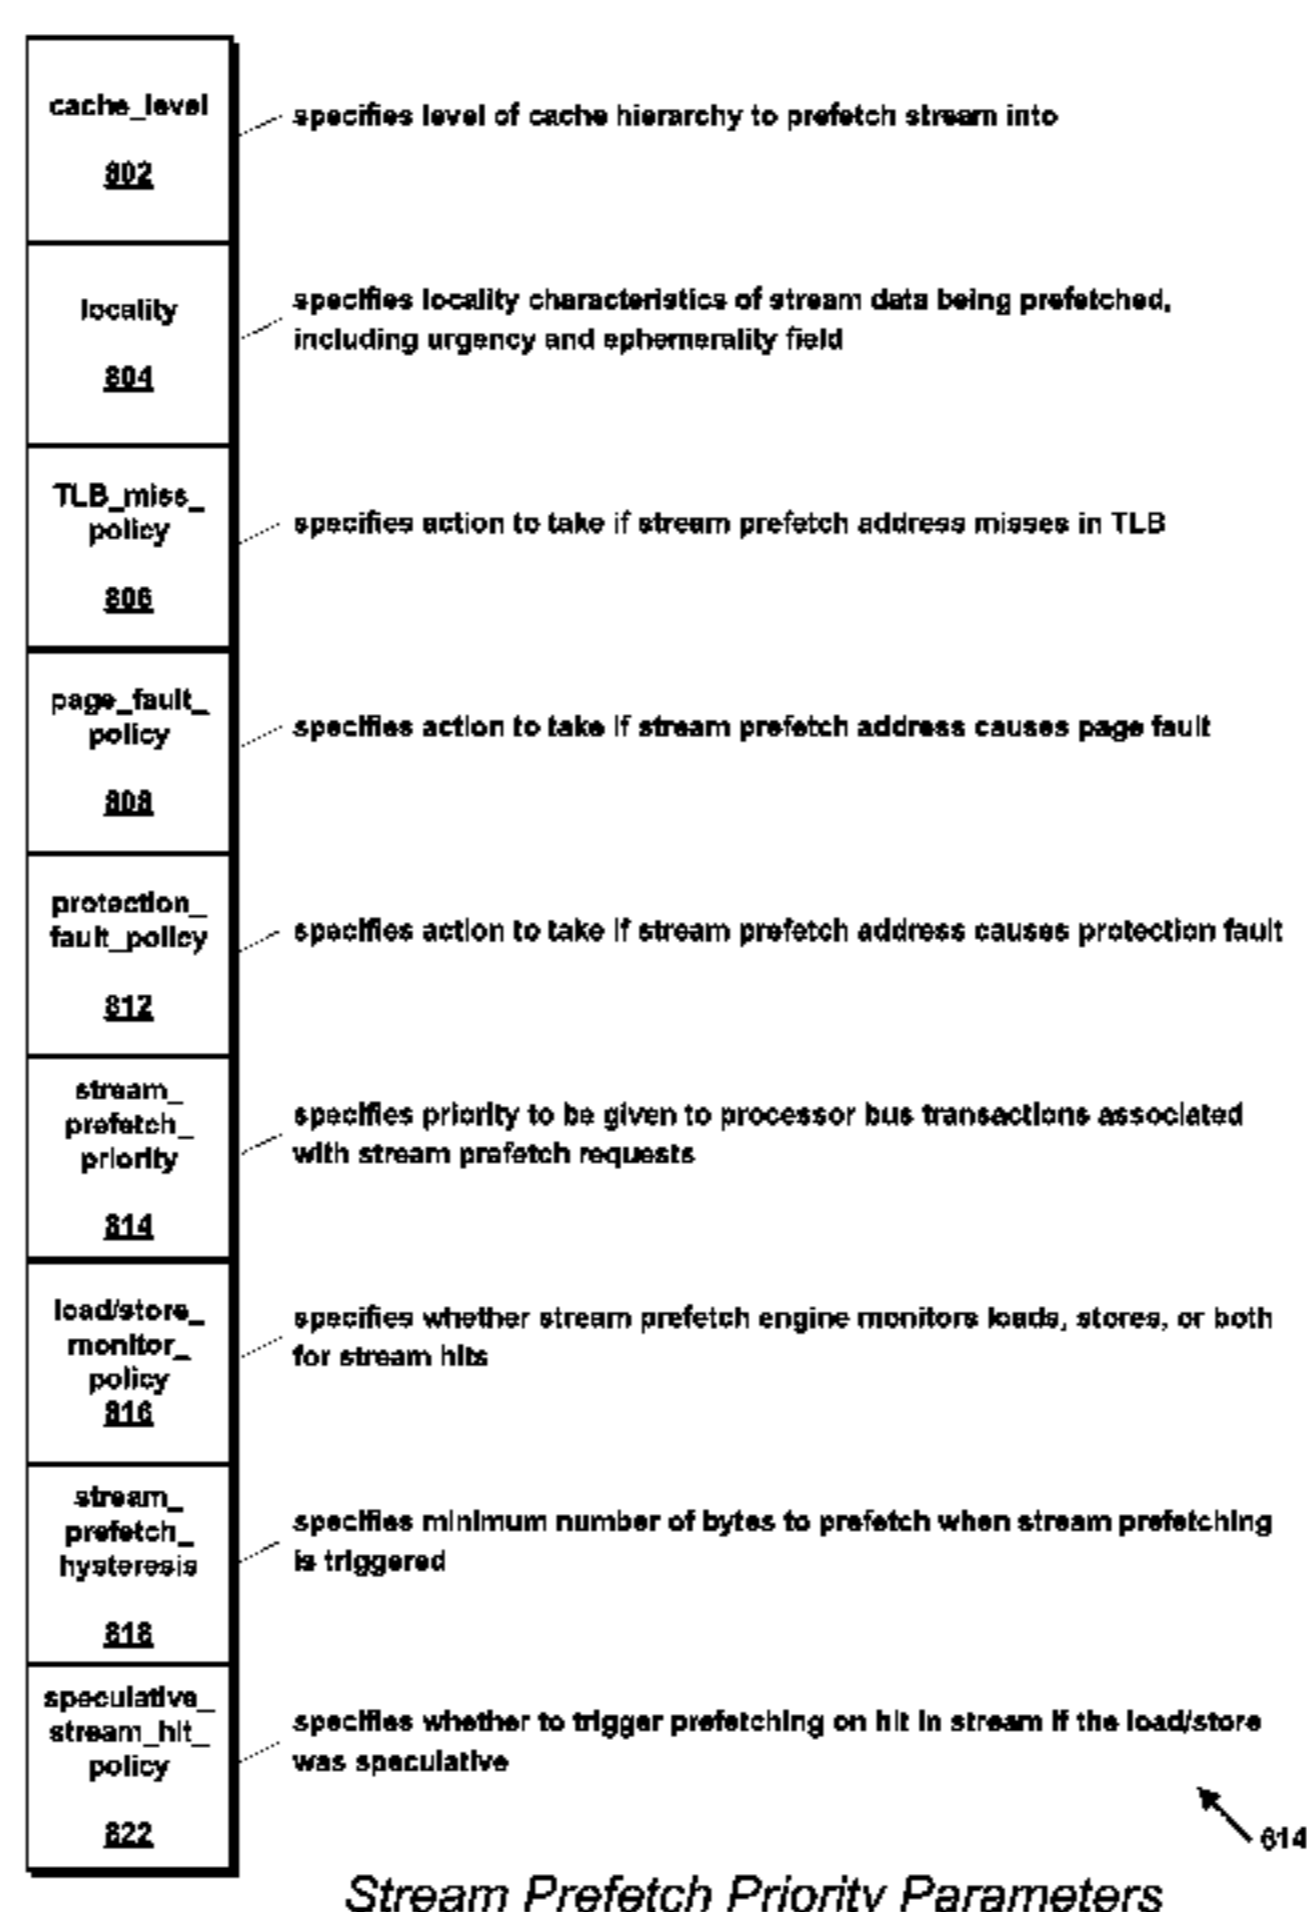 cache_level
802
specifies level of cache hierarchy to prefetch stream into
locality
804
specifies locality characteristics of stream data being prefetched,
including urgency and ephemerality field
TLB_miss_
policy
806
specifies action to take if stream prefetch address misses in TLB
page_fault_
policy
808
specifies action to take if stream prefetch address causes page fault
protection_
fault_policy
812
specifies action to take if stream prefetch address causes protection fault
stream_
prefetch_
priority
814
specifies priority to be given to processor bus transactions associated
with stream prefetch requests
load/store_
monitor_
policy
816
specifies whether stream prefetch engine monitors loads, stores, or both
for stream hits
stream_
prefetch_
hysteresis
818
specifies minimum number of bytes to prefetch when stream prefetching
is triggered
speculative_
stream_hit_
policy
822
specifies whether to trigger prefetching on hit in stream if the load/store
was speculative
614
Stream Prefetch Priority Parameters